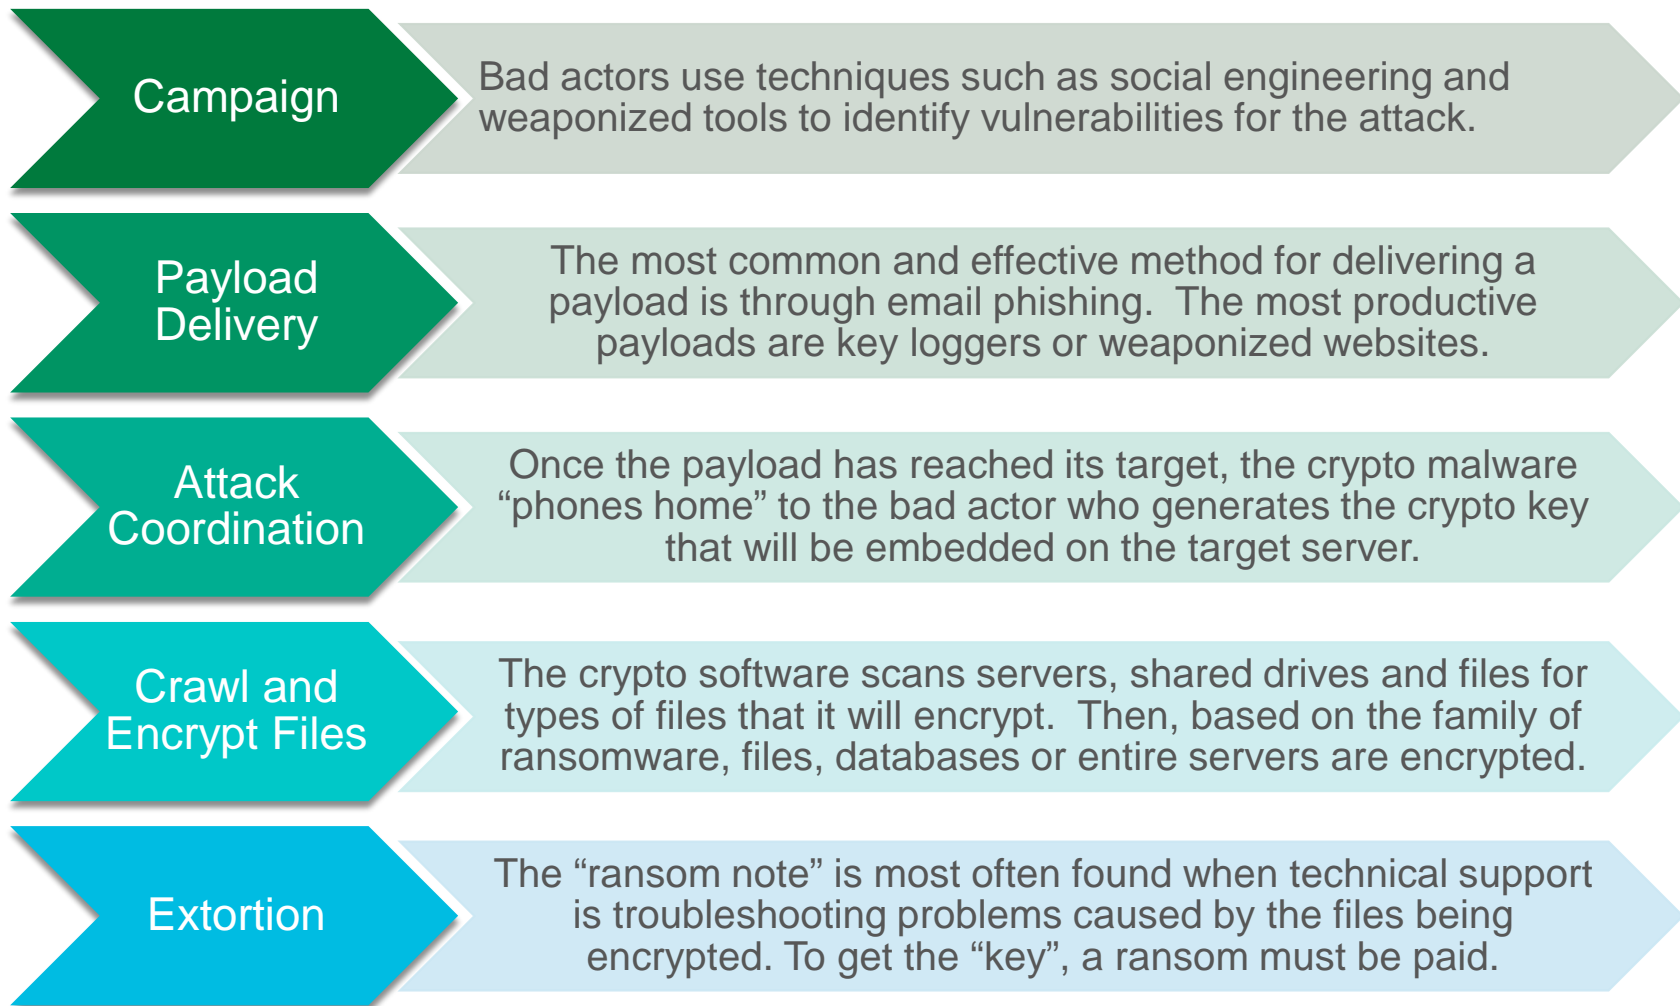 Campaign
Bad actors use techniques such as social engineering and
weaponized tools to identify vulnerabilities for the attack.
Payload
Delivery
The most common and effective method for delivering a
payload is through email phishing.  The most productive
payloads are key loggers or weaponized websites.
Attack
Coordination
Once the payload has reached its target, the crypto malware
“phones home” to the bad actor who generates the crypto key
that will be embedded on the target server.
Crawl and
Encrypt Files
The crypto software scans servers, shared drives and files for
types of files that it will encrypt.  Then, based on the family of
ransomware, files, databases or entire servers are encrypted.
Extortion
The “ransom note” is most often found when technical support
is troubleshooting problems caused by the files being
encrypted. To get the “key”, a ransom must be paid.